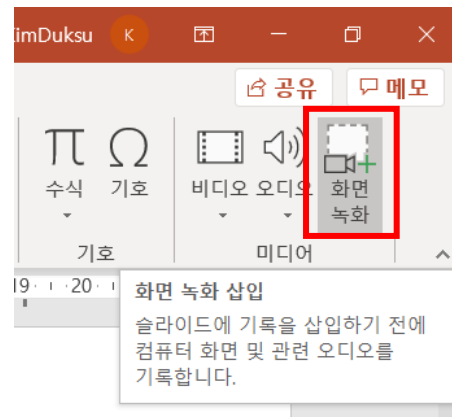 KimDuksu K
공유 메모
수식 기호 비디오 오디오 화면 녹화
기호 미디어
19 20
화면 녹화 삽입
슬라이드에 기록을 삽입하기 전에
컴퓨터 화면 및 관련 오디오를
기록합니다.